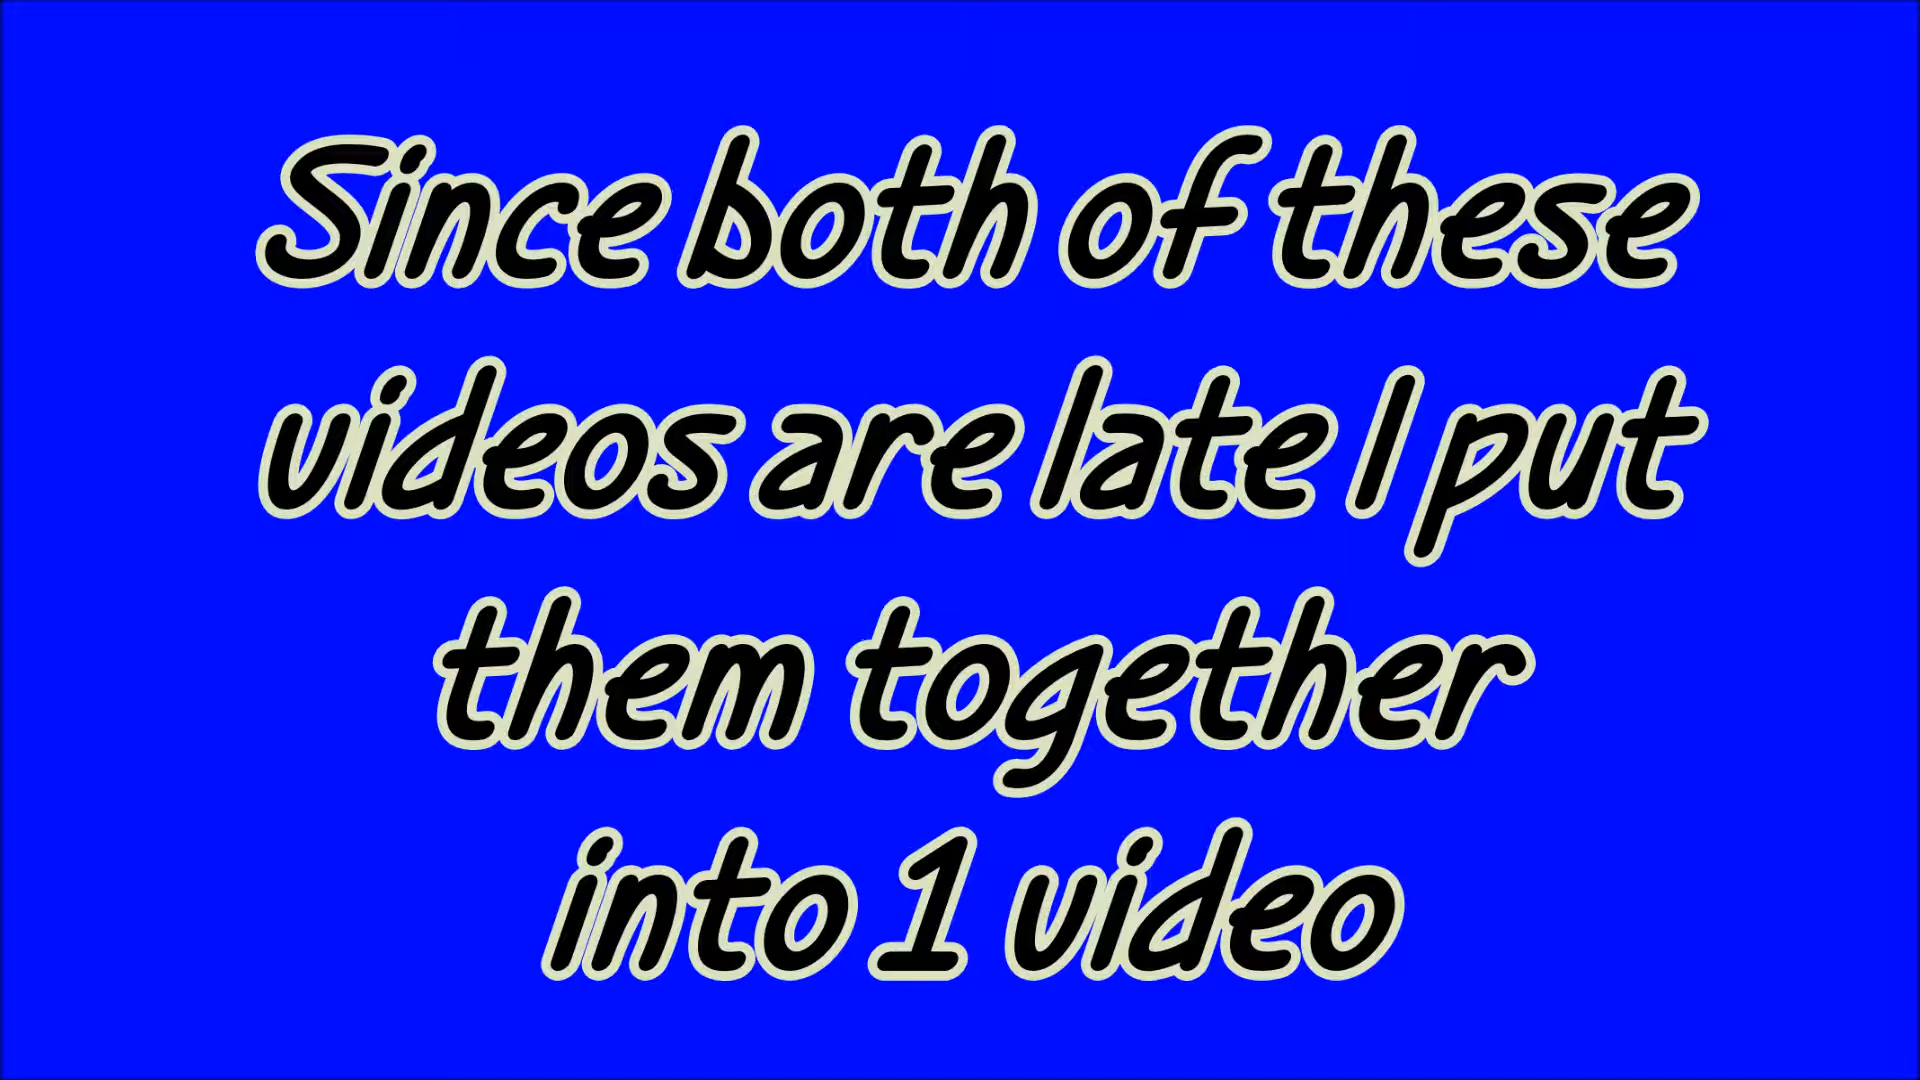 Since both of these
videos are late I put
them together
into 1 video